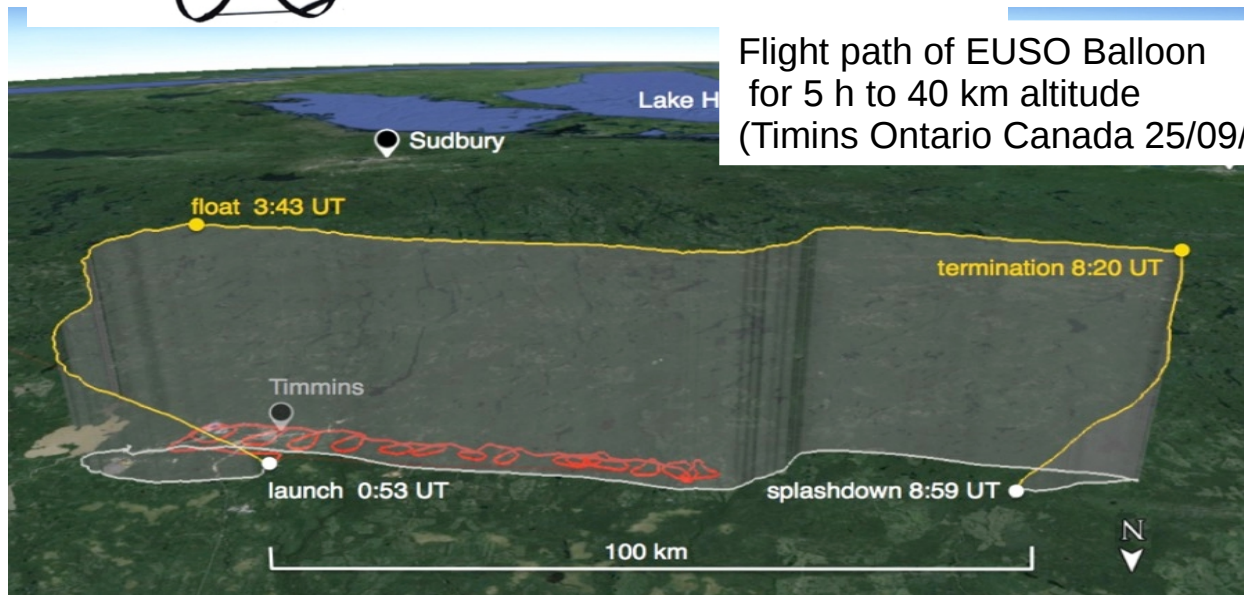 Flight path of EUSO Balloon
for 5 h to 40 km altitude
(Timins Ontario Canada 25/09/
Lake H
Sudbury
float 3:43 UT
termination 8:20 UT
Timmins
launch 0:53 UT
splashdown 8:59 UT
100 km
N